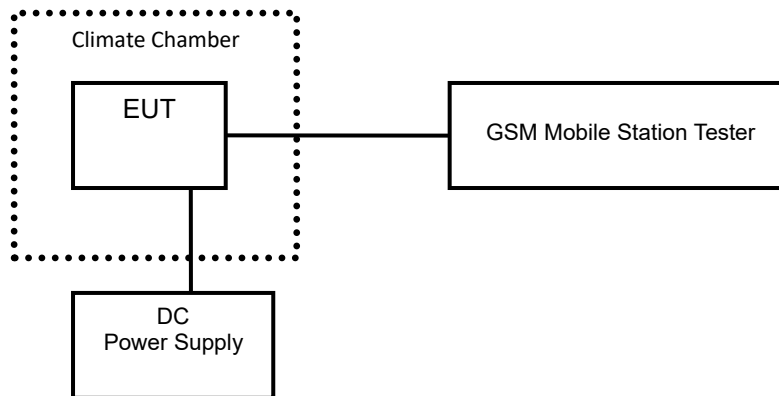 Climate Chamber
EUT
GSM Mobile Station Tester
DC
Power Supply